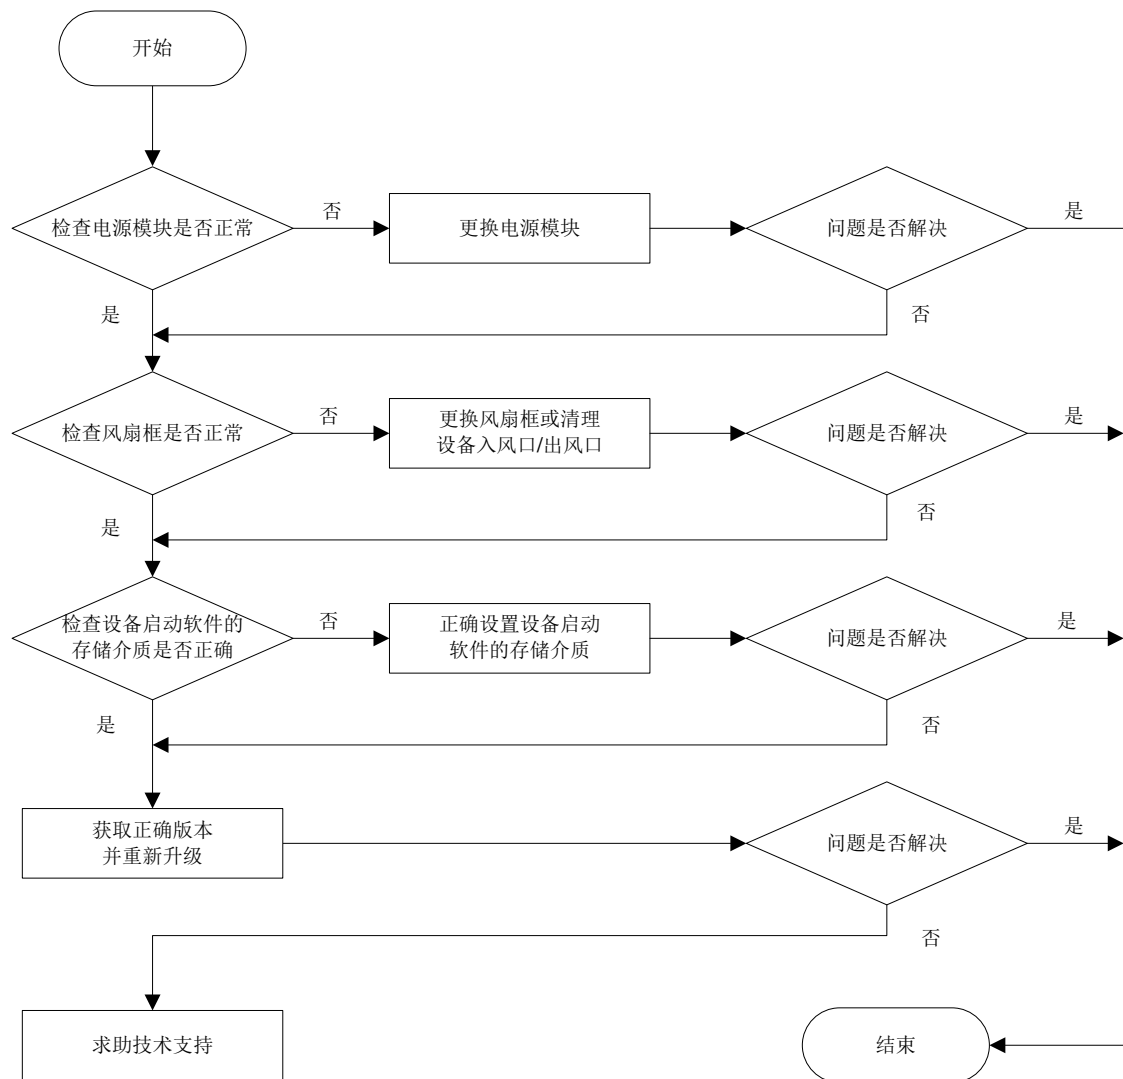 开始
检查电源模块是否正常
否
更换电源模块
问题是否解决
是
是
否
检查风扇框是否正常
否
更换风扇框或清理
设备入风口/出风口
问题是否解决
是
是
否
检查设备启动软件的
存储介质是否正确
否
正确设置设备启动
软件的存储介质
问题是否解决
是
是
否
获取正确版本
并重新升级
问题是否解决
是
否
求助技术支持
结束